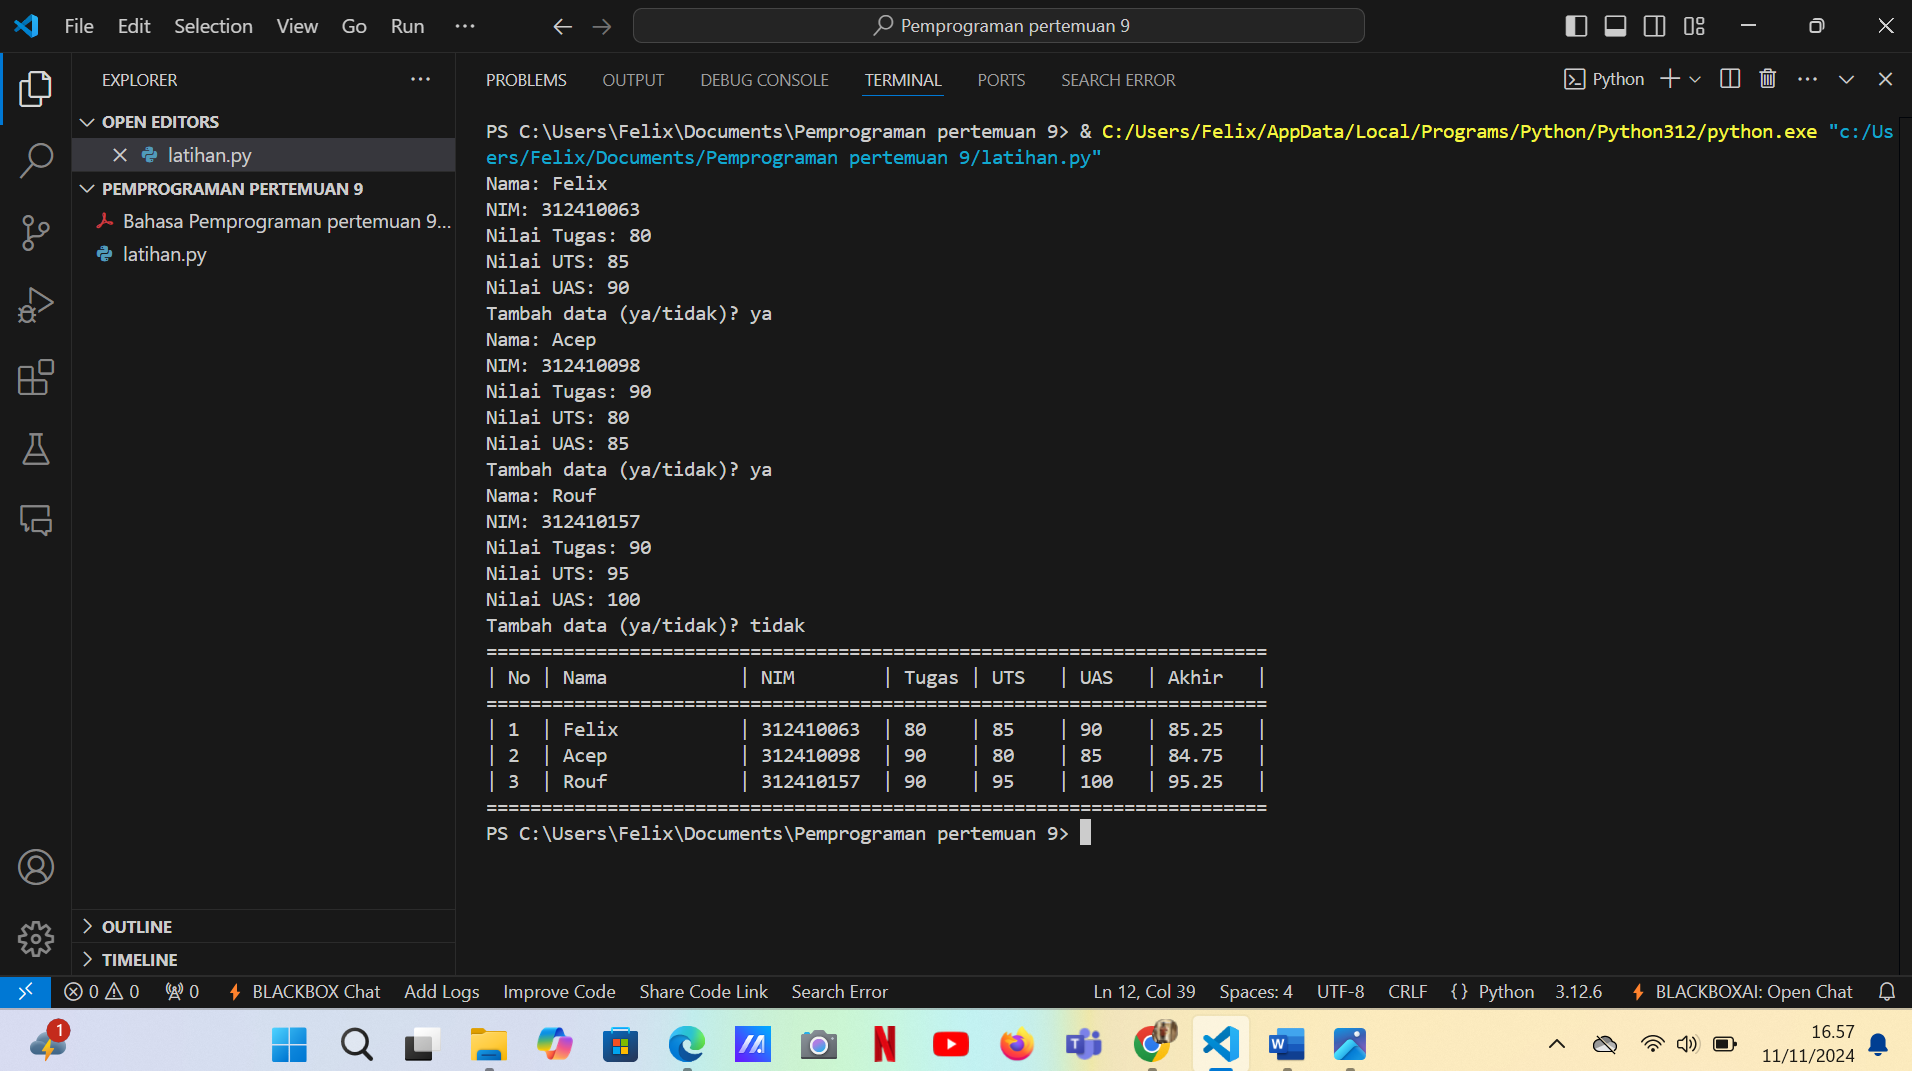 File Edit Selection View Go Run ··· Pemprograman pertemuan 9
EXPLORER ···
OPEN EDITORS
latihan.py
PEMPROGRAMAN PERTEMUAN 9
Bahasa Pemprograman pertemuan 9...
latihan.py
OUTLINE
TIMELINE
PROBLEMS OUTPUT DEBUG CONSOLE TERMINAL PORTS SEARCH ERROR Python
PS C:\Users\Felix\Documents\Pemprograman pertemuan 9> & C:/Users/Felix/AppData/Local/Programs/Python/Python312/python.exe "c:/Us
ers/Felix/Documents/Pemprograman pertemuan 9/latihan.py"
Nama: Felix
NIM: 312410063
Nilai Tugas: 80
Nilai UTS: 85
Nilai UAS: 90
Tambah data (ya/tidak)? ya
Nama: Acep
NIM: 312410098
Nilai Tugas: 90
Nilai UTS: 80
Nilai UAS: 85
Tambah data (ya/tidak)? ya
Nama: Rouf
NIM: 312410157
Nilai Tugas: 90
Nilai UTS: 95
Nilai UAS: 100
Tambah data (ya/tidak)? tidak
=======================================================================
| No | Nama             | NIM        | Tugas | UTS   | UAS   | Akhir   |
=======================================================================
| 1  | Felix            | 312410063  | 80    | 85    | 90    | 85.25   |
| 2  | Acep             | 312410098  | 90    | 80    | 85    | 84.75   |
| 3  | Rouf             | 312410157  | 90    | 95    | 100   | 95.25   |
=======================================================================
PS C:\Users\Felix\Documents\Pemprograman pertemuan 9>
0 0 0 BLACKBOX Chat Add Logs Improve Code Share Code Link Search Error Ln 12, Col 39 Spaces: 4 UTF-8 CRLF {} Python 3.12.6 BLACKBOXAI: Open Chat
1
16.57
11/11/2024